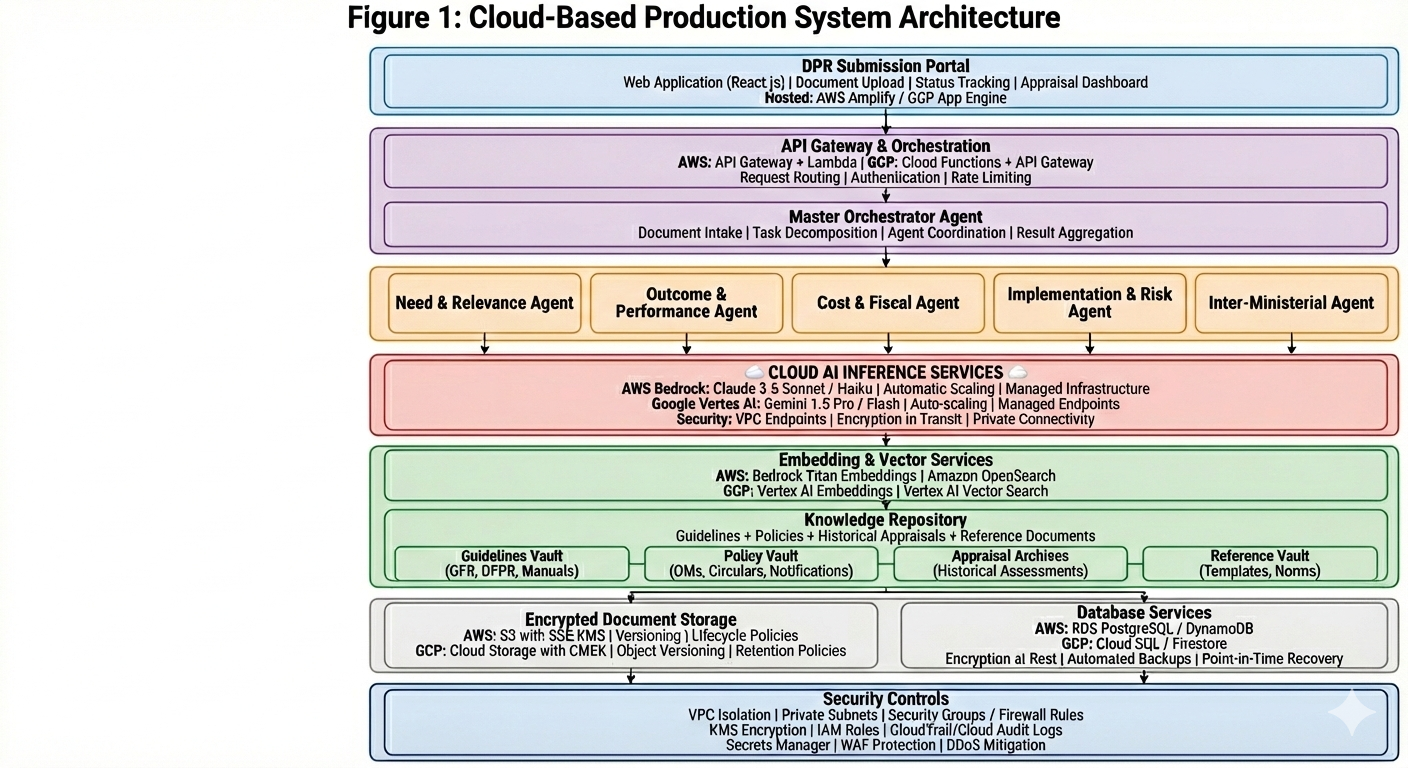 Figure 1: Cloud-Based Production System Architecture
DPR Submission Portal
Web Application (React.js) | Document Upload | Status Tracking | Appraisal Dashboard
Hosted: AWS Amplify / GGP App Engine
API Gateway & Orchestration
AWS: API Gateway + Lambda | GCP: Clood Functions + API Gateway
Request Routing | Authenlication | Rate Limiting
Master Orchestrator Agent
Document Intake | Task Decomposition | Agent Coordination | Result Aggregation
Need & Relevance Agent
Outcome &
Performance Agent
Cost & Fiscal Agent
Implementation & Risk
Agent
Inter-Ministerial Agent
CLOUD AI INFERENCE SERVICES
AWS Bedrock: Claude 3 5 Sonnet / Haiku | Automatic Scaling | Managed Infrastructure
Google Vertes Al: Gemini 1.5 Pro / Flash | Auto-scaling | Managed Endpoints
Security: VPC Endpoints | Encryption in Transit | Private Connectivity
Embedding & Vector Services
AWS: Bedrock Titan Embeddings | Amazon OpenSearch
GCP: Vertex AI Embeddings | Vertex AI Vector Search
Knowledge Repository
Guidelines + Policies + Historical Appraisals + Reference Documents
Guidelines Vault
(GFR, DFPR, Manuals)
Policy Vault
(OMs, Circulars, Notifications)
Appraisal Archises
(Historical Assessments)
Reference Vault
(Templates, Norms)
Encrypted Document Storage
AWS: S3 with SSE KMS | Versioning | Lifecycle Policies
GCP: Cloud Storage with CMEK | Object Versioning | Retention Policies
Database Services
AWS: RDS PostgreSQL / DynamoDB
GCP: Cloud SQL / Firestore
Encryption at Rest | Automated Backups | Point-in-Time Recovery
Security Controls
VPC Isolation | Private Subnets | Security Groups / Firewall Rules
KMS Encryption | IAM Roles | GloudTrail/Cloud Audit Logs
Secrets Manager | WAF Protection | DDoS Mitigation